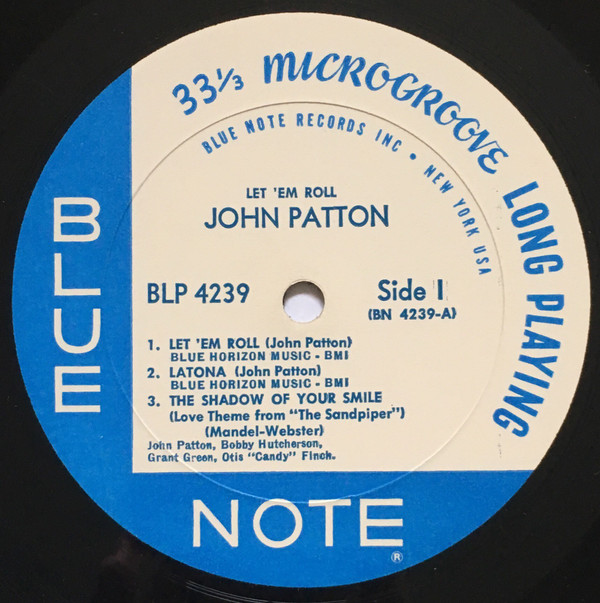 33⅓ MICROGROOVE LONG PLAYING
BLUE NOTE RECORDS INC • NEW YORK USA
LET 'EM ROLL
JOHN PATTON
BLP 4239
Side 1
(BN 4239-A)
1. LET 'EM ROLL (John Patton)
BLUE HORIZON MUSIC - BMI
2. LATONA (John Patton)
BLUE HORIZON MUSIC - BMI
3. THE SHADOW OF YOUR SMILE
(Love Theme from "The Sandpiper")
(Mandel-Webster)
John Patton, Bobby Hutcherson,
Grant Green, Otis "Candy" Finch.
BLUE
NOTE
®